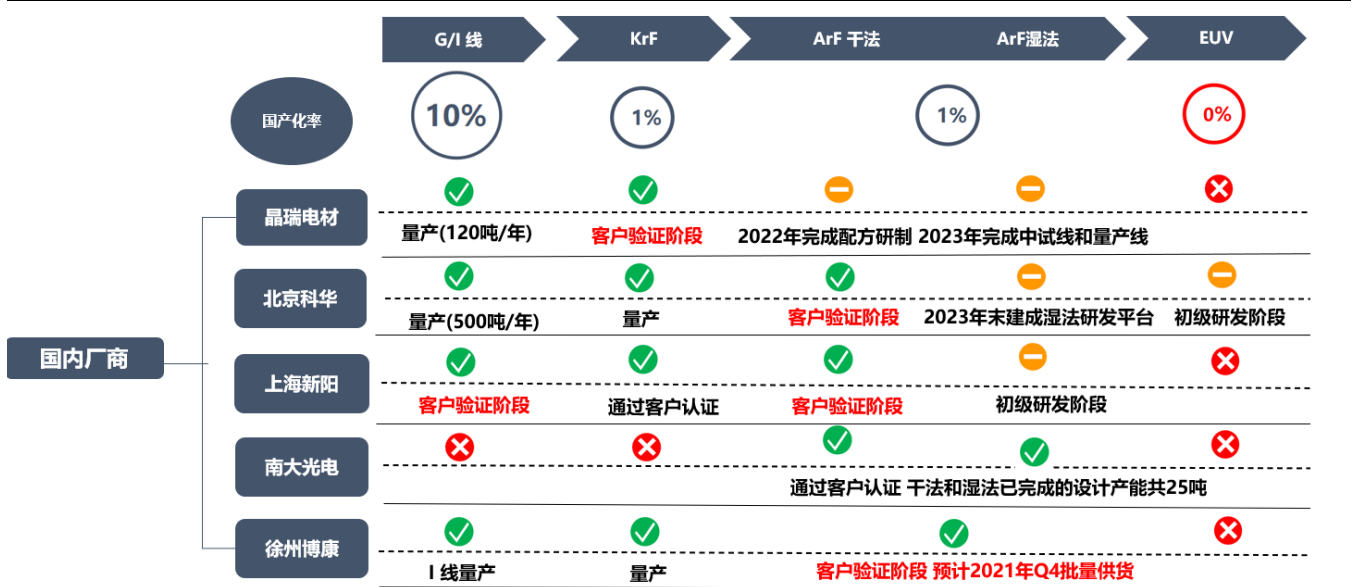 G/I 线 KrF ArF 干法 ArF湿法 EUV
国产化率 10% 1% 1% 0%
国内厂商
晶瑞电材
量产(120吨/年) 客户验证阶段 2022年完成配方研制 2023年完成中试线和量产线
北京科华
量产(500吨/年) 量产 客户验证阶段 2023年末建成湿法研发平台 初级研发阶段
上海新阳
客户验证阶段 通过客户认证 客户验证阶段 初级研发阶段
南大光电
通过客户认证 干法和湿法已完成的设计产能共25吨
徐州博康
I 线量产 量产 客户验证阶段 预计2021年Q4批量供货